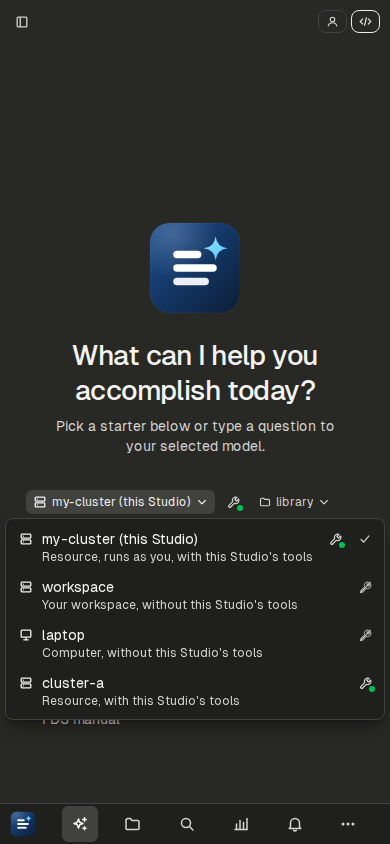 What can I help you
accomplish today?
Pick a starter below or type a question to
your selected model.
my-cluster (this Studio)
library
my-cluster (this Studio)
Resource, runs as you, with this Studio's tools
workspace
Your workspace, without this Studio's tools
laptop
Computer, without this Studio's tools
cluster-a
Resource, with this Studio's tools
manual